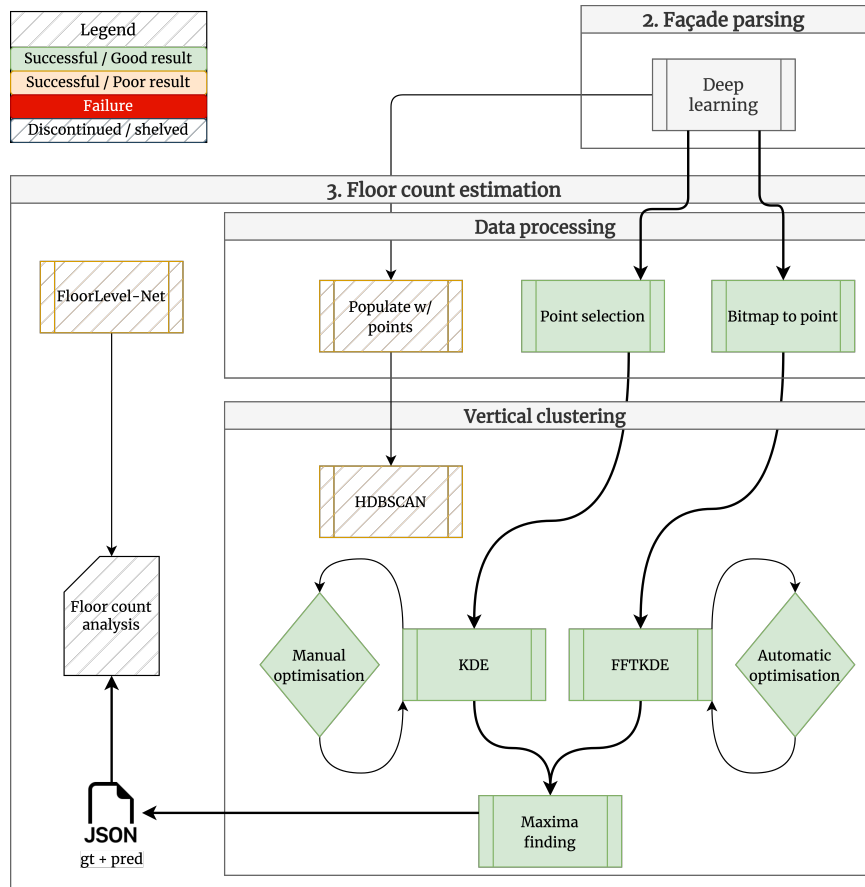 Legend
Successful / Good result
Successful / Poor result
Failure
Discontinued / shelved
2. Façade parsing
Deep
learning
3. Floor count estimation
Data processing
FloorLevel-Net
Populate w/
points
Point selection
Bitmap to point
Vertical clustering
HDBSCAN
Floor count
analysis
Manual
optimisation
KDE
FFTKDE
Automatic
optimisation
Maxima
finding
JSON
gt + pred